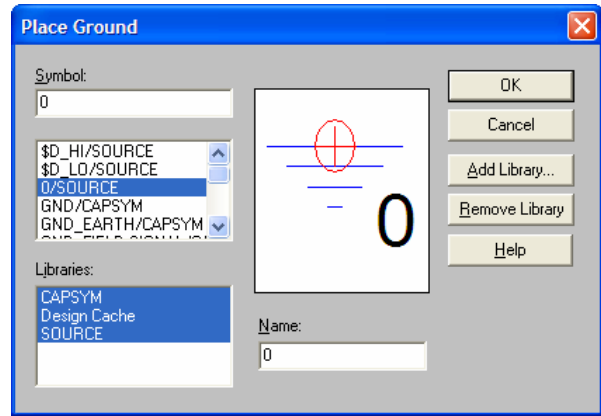 Place Ground
Symbol:
0
$D_HI/SOURCE
$D_LO/SOURCE
0/SOURCE
GND/CAPSYM
GND_EARTH/CAPSYM
Libraries:
CAPSYM
Design Cache
SOURCE
0
Name:
0
OK
Cancel
Add Library...
Remove Library
Help